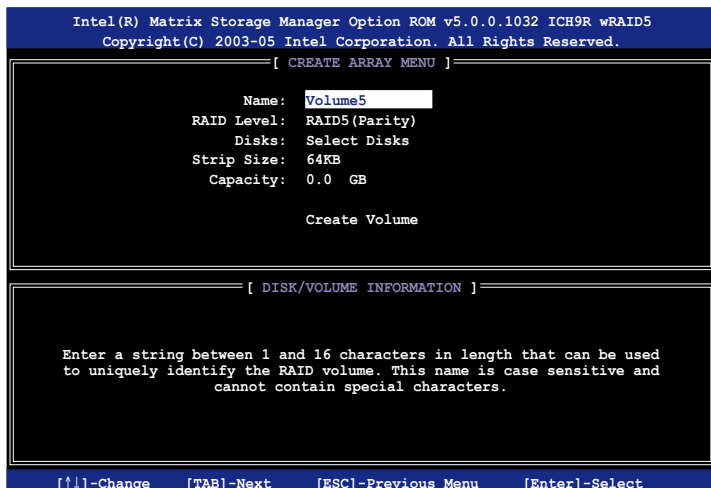 Intel(R) Matrix Storage Manager Option ROM v5.0.0.1032 ICH9R wRAID5
Copyright(C) 2003-05 Intel Corporation. All Rights Reserved.
[ CREATE ARRAY MENU ]
Name: Volume5
RAID Level: RAID5(Parity)
Disks: Select Disks
Strip Size: 64KB
Capacity: 0.0 GB
Create Volume
[ DISK/VOLUME INFORMATION ]
Enter a string between 1 and 16 characters in length that can be used
to uniquely identify the RAID volume. This name is case sensitive and
cannot contain special characters.
[↑↓]-Change [TAB]-Next [ESC]-Previous Menu [Enter]-Select